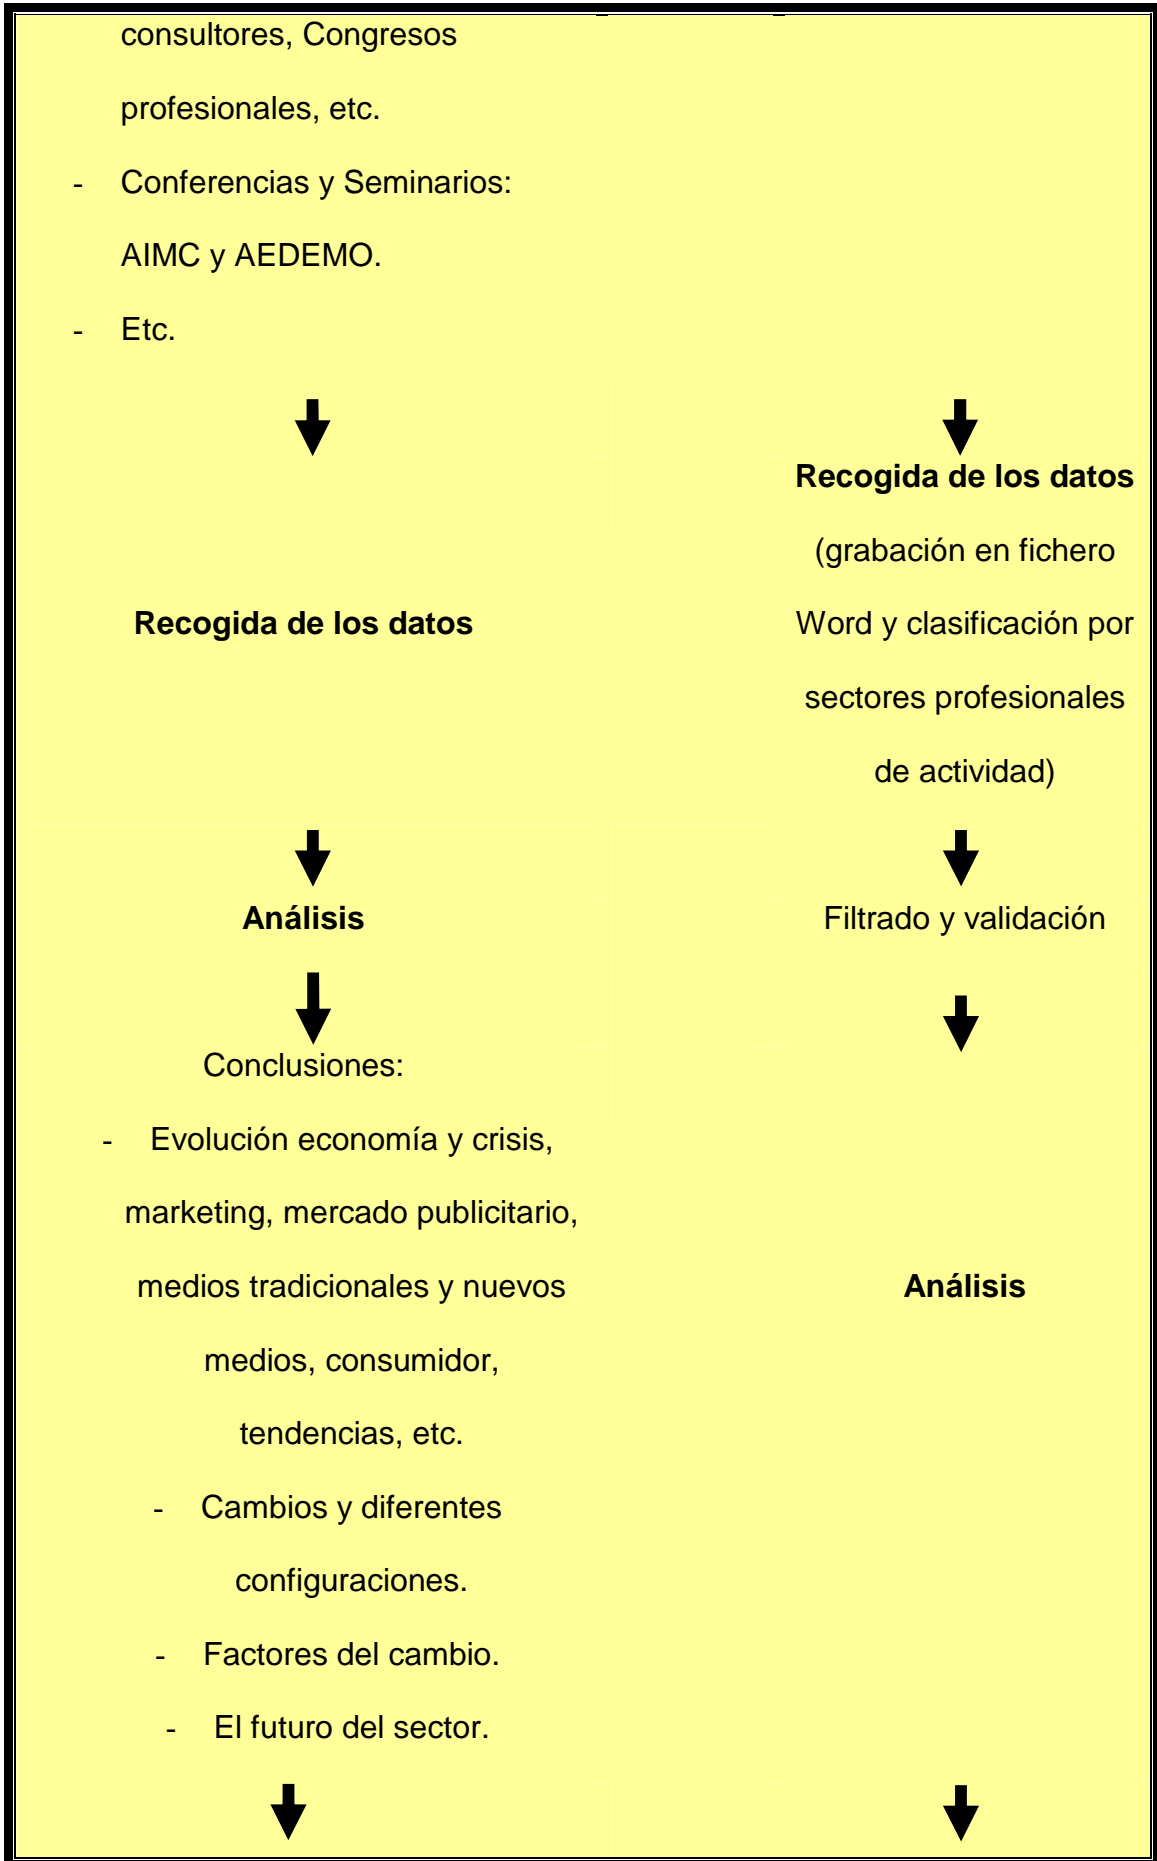 consultores, Congresos
profesionales, etc.
- Conferencias y Seminarios:
AIMC y AEDEMO.
- Etc.
Recogida de los datos
Análisis
Conclusiones:
- Evolución economía y crisis,
marketing, mercado publicitario,
medios tradicionales y nuevos
medios, consumidor,
tendencias, etc.
- Cambios y diferentes
configuraciones.
- Factores del cambio.
- El futuro del sector.
Recogida de los datos
(grabación en fichero
Word y clasificación por
sectores profesionales
de actividad)
Filtrado y validación
Análisis